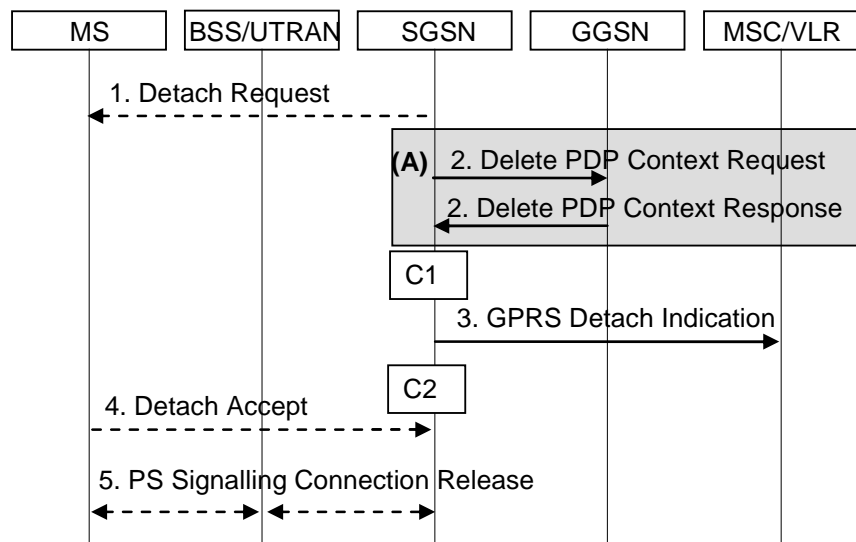 MS BSS/UTRAN SGSN GGSN MSC/VLR
1. Detach Request
(A) 2. Delete PDP Context Request
2. Delete PDP Context Response
C1
3. GPRS Detach Indication
C2
4. Detach Accept
5. PS Signalling Connection Release